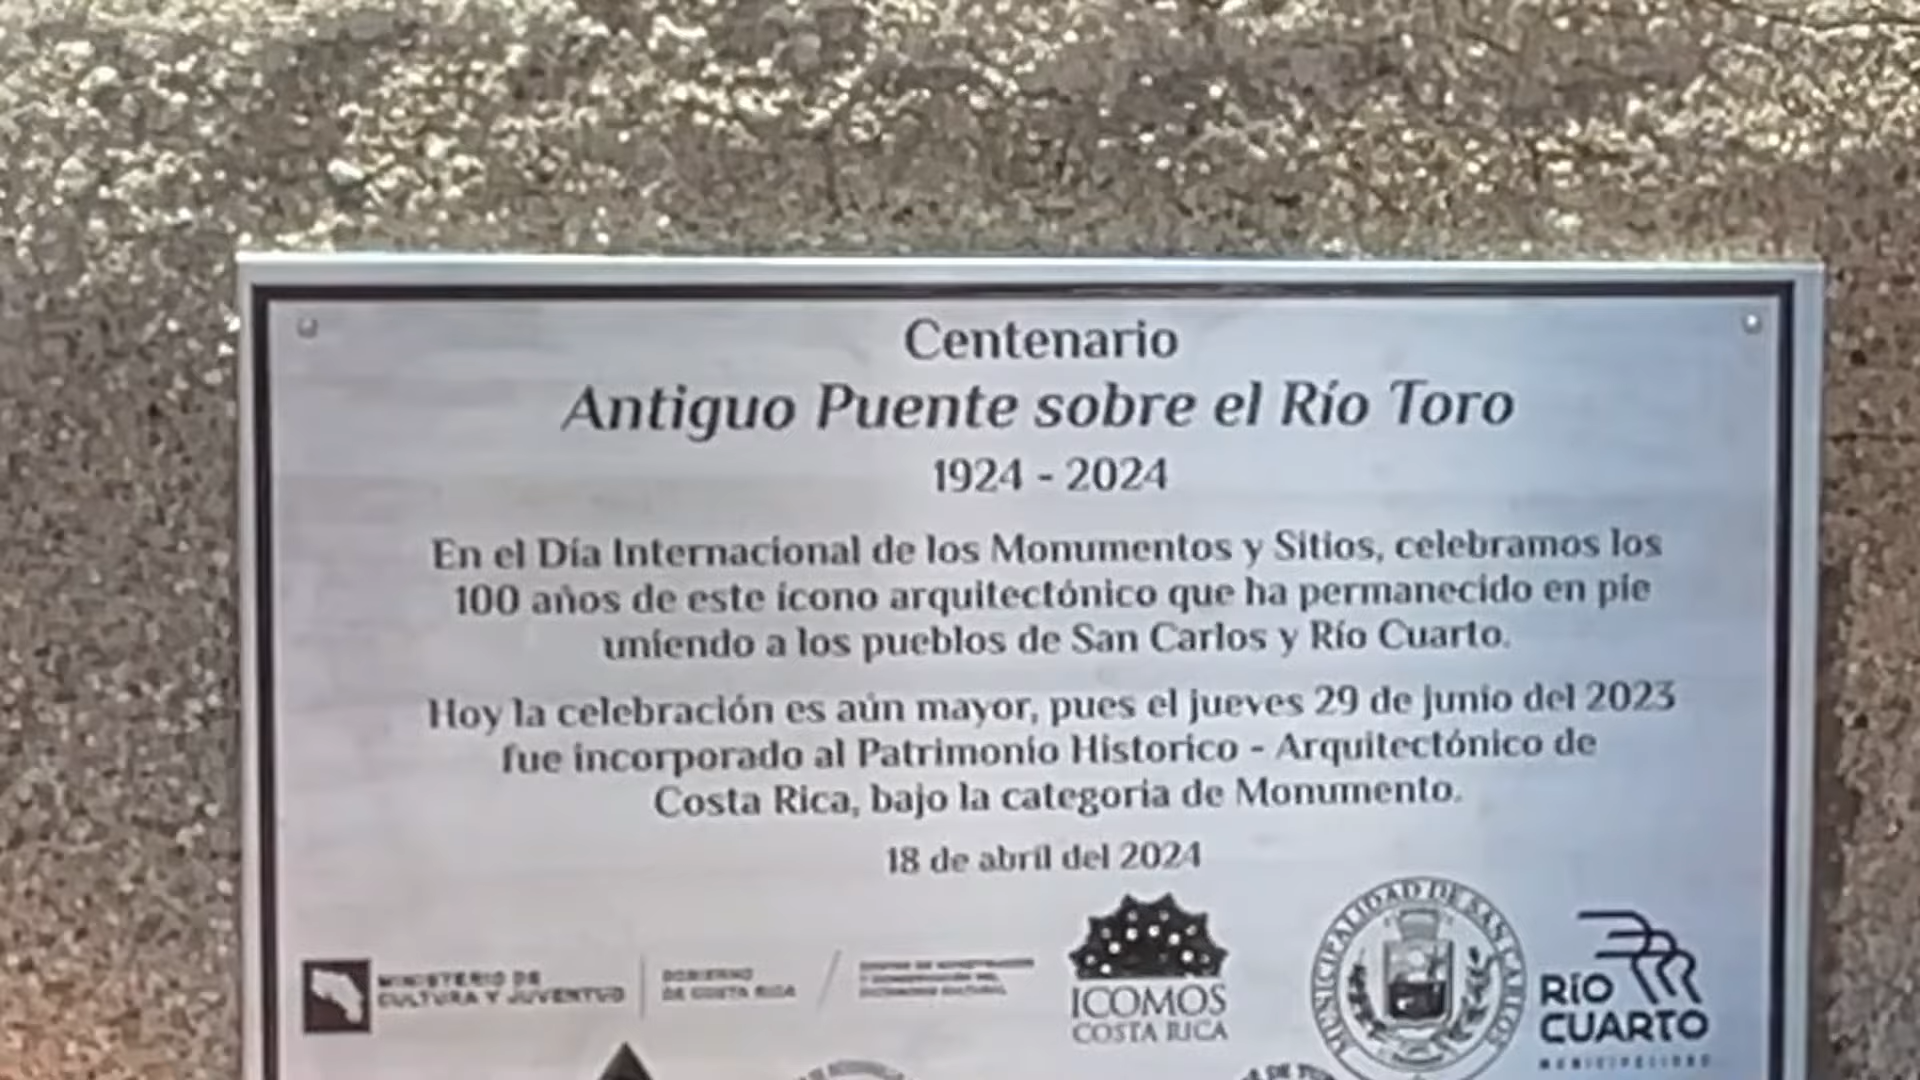 Centenario
Antiguo Puente sobre el Río Toro
1924 - 2024
En el Día Internacional de los Monumentos y Sitios, celebramos los
100 años de este ícono arquitectónico que ha permanecido en pie
uniendo a los pueblos de San Carlos y Río Cuarto.
Hoy la celebración es aún mayor, pues el jueves 29 de junio del 2023
fue incorporado al Patrimonio Historico - Arquitectónico de
Costa Rica, bajo la categoria de Monumento.
18 de abril del 2024
MINISTERIO DE
CULTURA Y JUVENTUD
GOBIERNO
DE COSTA RICA
ICOMOS
COSTA RICA
MUNICIPALIDAD DE SAN CARLOS
RÍO
CUARTO
MUNICIPALIDAD